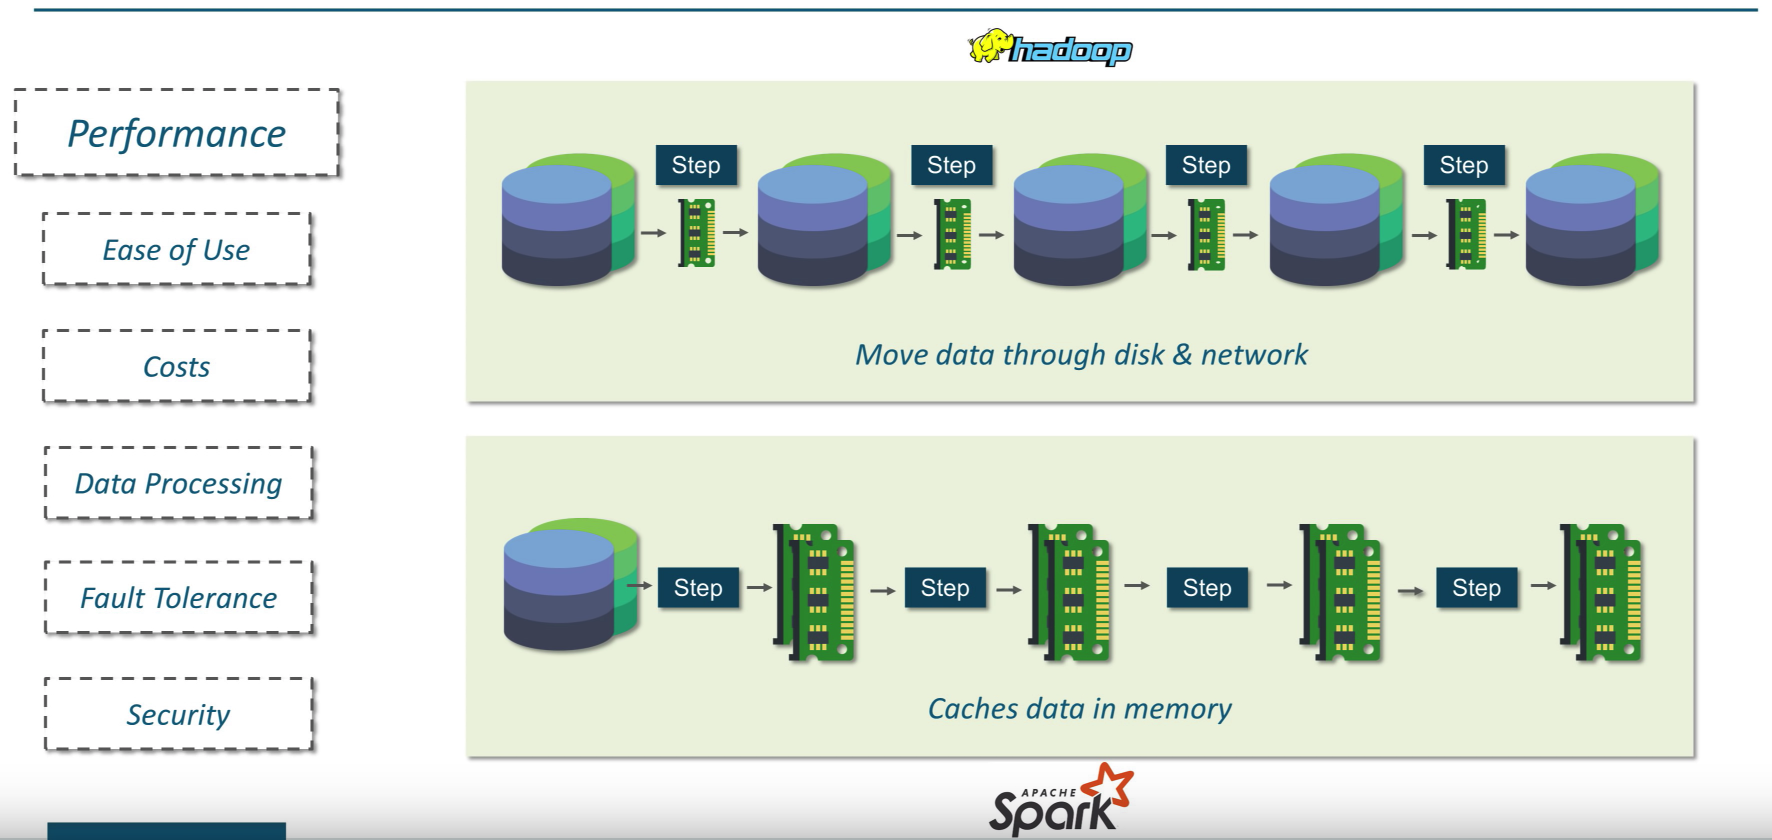 hadoop
Performance
Ease of Use
Costs
Data Processing
Fault Tolerance
Security
Step Step Step Step
Move data through disk & network
Step Step Step Step
Caches data in memory
APACHE
Spark